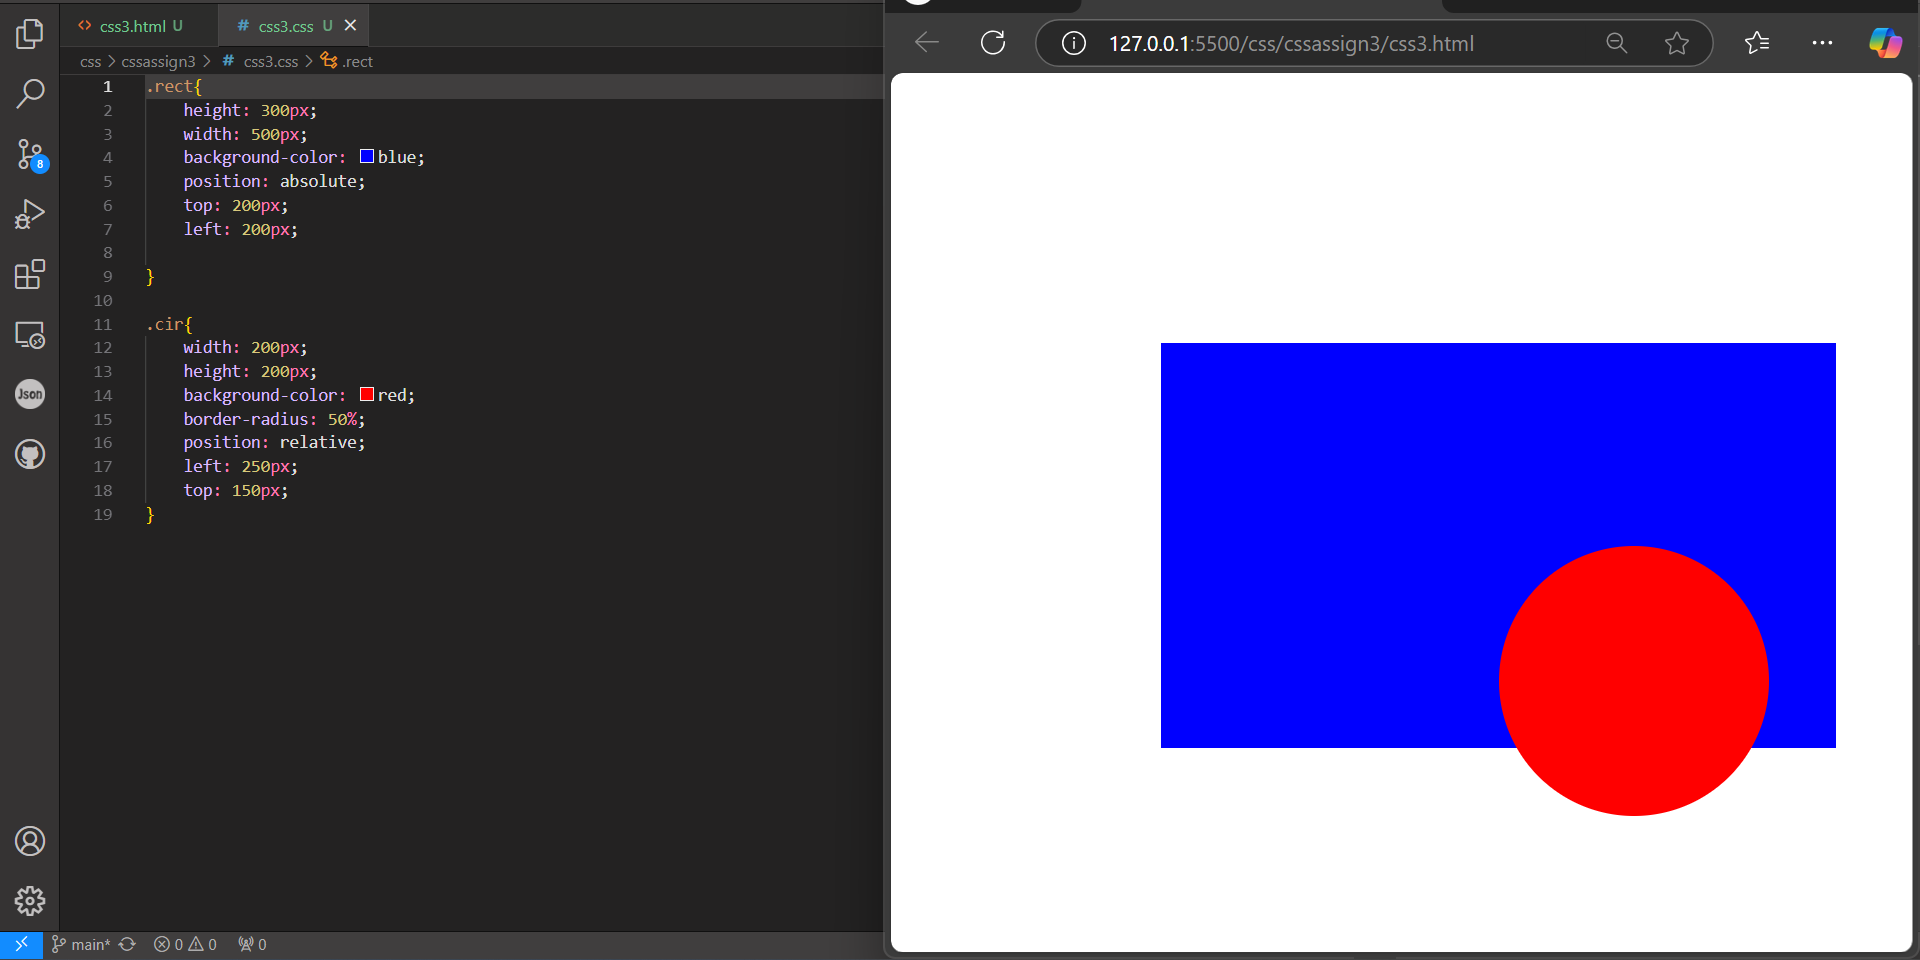 css3.html U
css3.css U
css > cssassign3 > # css3.css > .rect
1 .rect{
2 height: 300px;
3 width: 500px;
4 background-color: blue;
5 position: absolute;
6 top: 200px;
7 left: 200px;
8
9 }
10
11 .cir{
12 width: 200px;
13 height: 200px;
14 background-color: red;
15 border-radius: 50%;
16 position: relative;
17 left: 250px;
18 top: 150px;
19 }
8
Json
main* 0 0 0
127.0.0.1:5500/css/cssassign3/css3.html